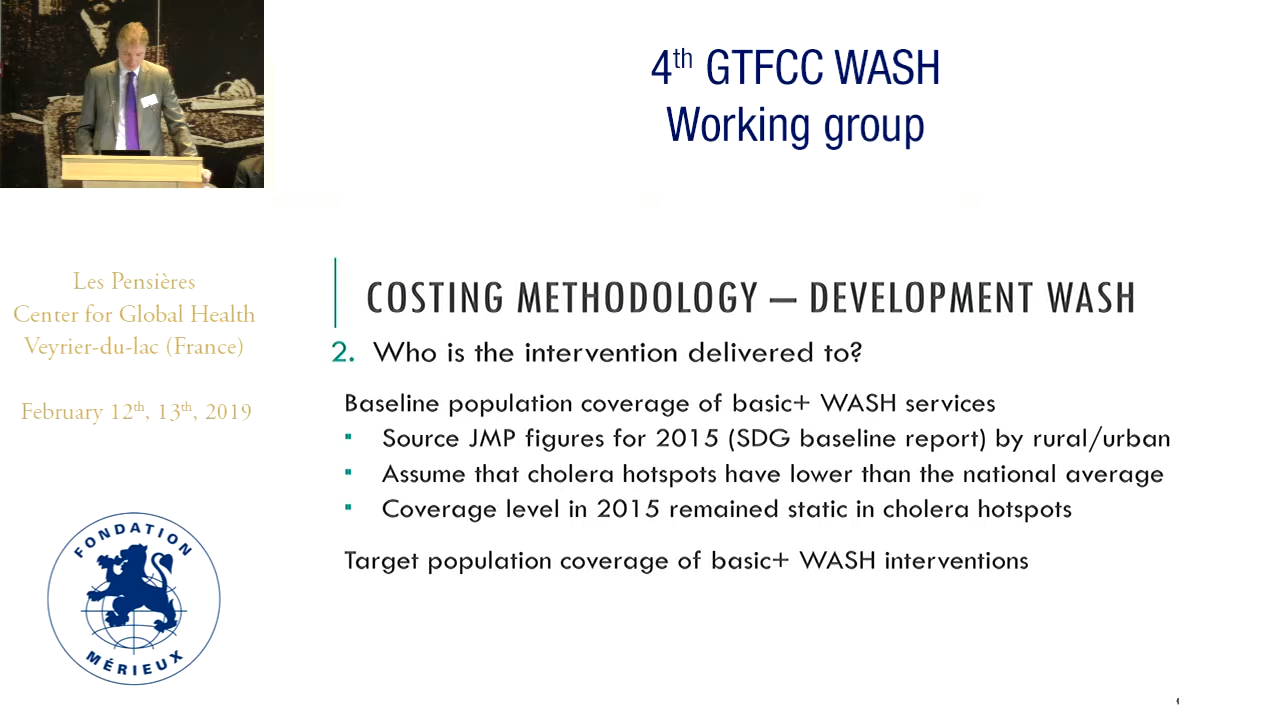 4th GTFCC WASH
Working group
Les Pensières
Center for Global Health
Veyrier-du-lac (France)
February 12th, 13th, 2019
FONDATION
MÉRIEUX
COSTING METHODOLOGY – DEVELOPMENT WASH
2. Who is the intervention delivered to?
Baseline population coverage of basic+ WASH services
▪ Source JMP figures for 2015 (SDG baseline report) by rural/urban
▪ Assume that cholera hotspots have lower than the national average
▪ Coverage level in 2015 remained static in cholera hotspots
Target population coverage of basic+ WASH interventions